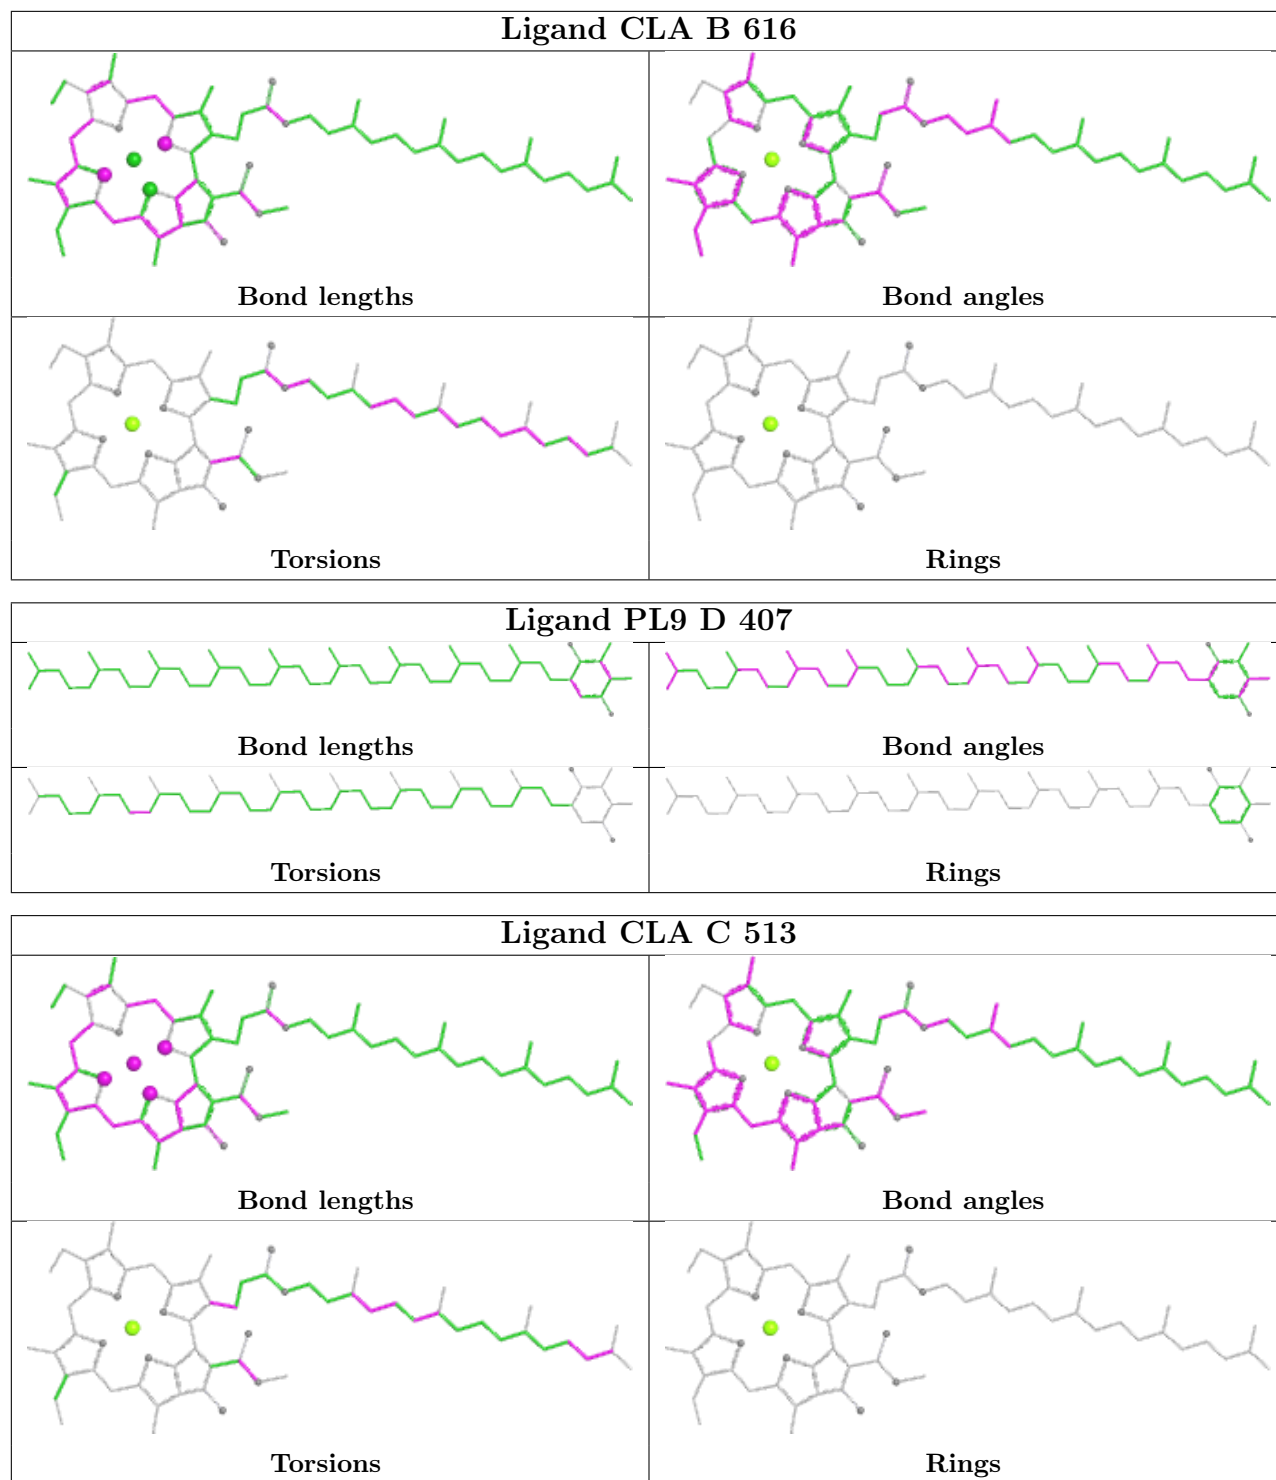 Ligand CLA B 616
Bond lengths
Bond angles
Torsions
Rings
Ligand PL9 D 407
Bond lengths
Bond angles
Torsions
Rings
Ligand CLA C 513
Bond lengths
Bond angles
Torsions
Rings